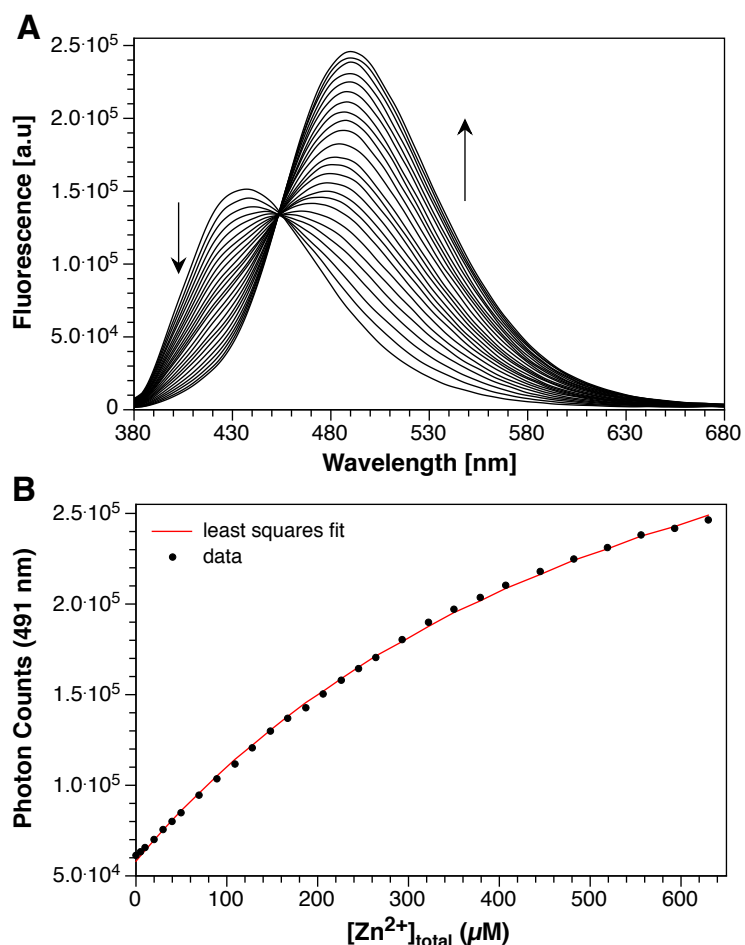 A
2.5·10⁵
2.0·10⁵
1.5·10⁵
1.0·10⁵
5.0·10⁴
0
Fluorescence [a.u]
380 430 480 530 580 630 680
Wavelength [nm]
B
2.5·10⁵
2.0·10⁵
1.5·10⁵
1.0·10⁵
5.0·10⁴
Photon Counts (491 nm)
least squares fit
data
0 100 200 300 400 500 600
[Zn²⁺]total (µM)